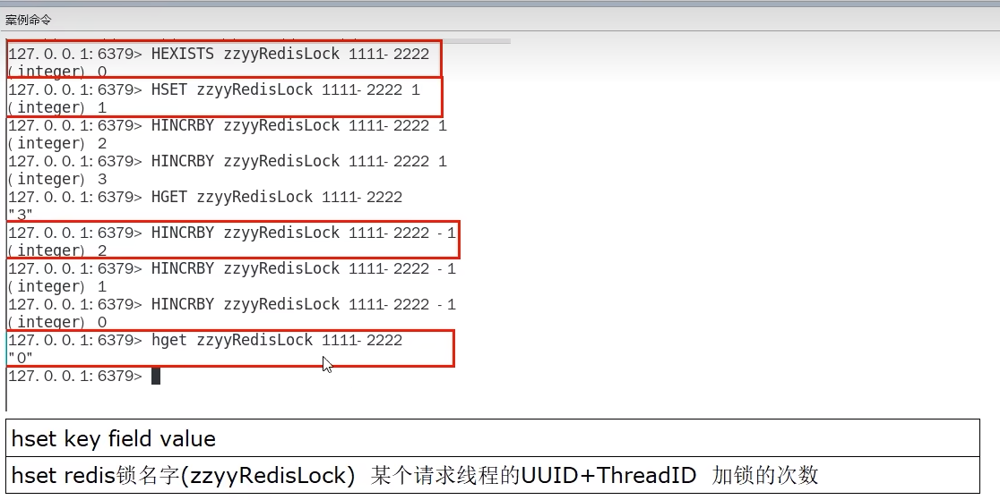 案例命令
127.0.0.1:6379> HEXISTS zzyyRedisLock 1111-2222
(integer) 0
127.0.0.1:6379> HSET zzyyRedisLock 1111-2222 1
(integer) 1
127.0.0.1:6379> HINCRBY zzyyRedisLock 1111-2222 1
(integer) 2
127.0.0.1:6379> HINCRBY zzyyRedisLock 1111-2222 1
(integer) 3
127.0.0.1:6379> HGET zzyyRedisLock 1111-2222
"3"
127.0.0.1:6379> HINCRBY zzyyRedisLock 1111-2222 -1
(integer) 2
127.0.0.1:6379> HINCRBY zzyyRedisLock 1111-2222 -1
(integer) 1
127.0.0.1:6379> HINCRBY zzyyRedisLock 1111-2222 -1
(integer) 0
127.0.0.1:6379> hget zzyyRedisLock 1111-2222
"0"
127.0.0.1:6379>
hset key field value
hset redis锁名字(zzyyRedisLock) 某个请求线程的UUID+ThreadID 加锁的次数